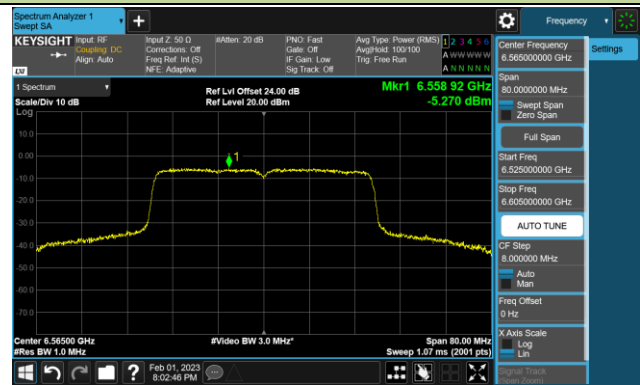 Spectrum Analyzer 1
Swept SA
Frequency
KEYSIGHT
Input: RF
Coupling: DC
Align: Auto
Input Z: 50 Ω
Corrections: Off
Freq Ref: Int (S)
NFE: Adaptive
#Atten: 20 dB
PNO: Fast
Gate: Off
IF Gain: Low
Sig Track: Off
Avg Type: Power (RMS)
Avg|Hold: 100/100
Trig: Free Run
1 2 3 4 5 6
A W W W W W
A N N N N N
LXI
1 Spectrum
Scale/Div 10 dB
Log
Ref Lvl Offset 24.00 dB
Ref Level 20.00 dBm
Mkr1 6.558 92 GHz
-5.270 dBm
10.0
0.00
1
-10.0
-20.0
-30.0
-40.0
-50.0
-60.0
-70.0
Center 6.56500 GHz
#Res BW 1.0 MHz
#Video BW 3.0 MHz*
Span 80.00 MHz
Sweep 1.07 ms (2001 pts)
Feb 01, 2023
8:02:46 PM
Center Frequency
6.565000000 GHz
Settings
Span
80.0000000 MHz
Swept Span
Zero Span
Full Span
Start Freq
6.525000000 GHz
Stop Freq
6.605000000 GHz
AUTO TUNE
CF Step
8.000000 MHz
Auto
Man
Freq Offset
0 Hz
X Axis Scale
Log
Lin
Signal Track
(Span Zoom)